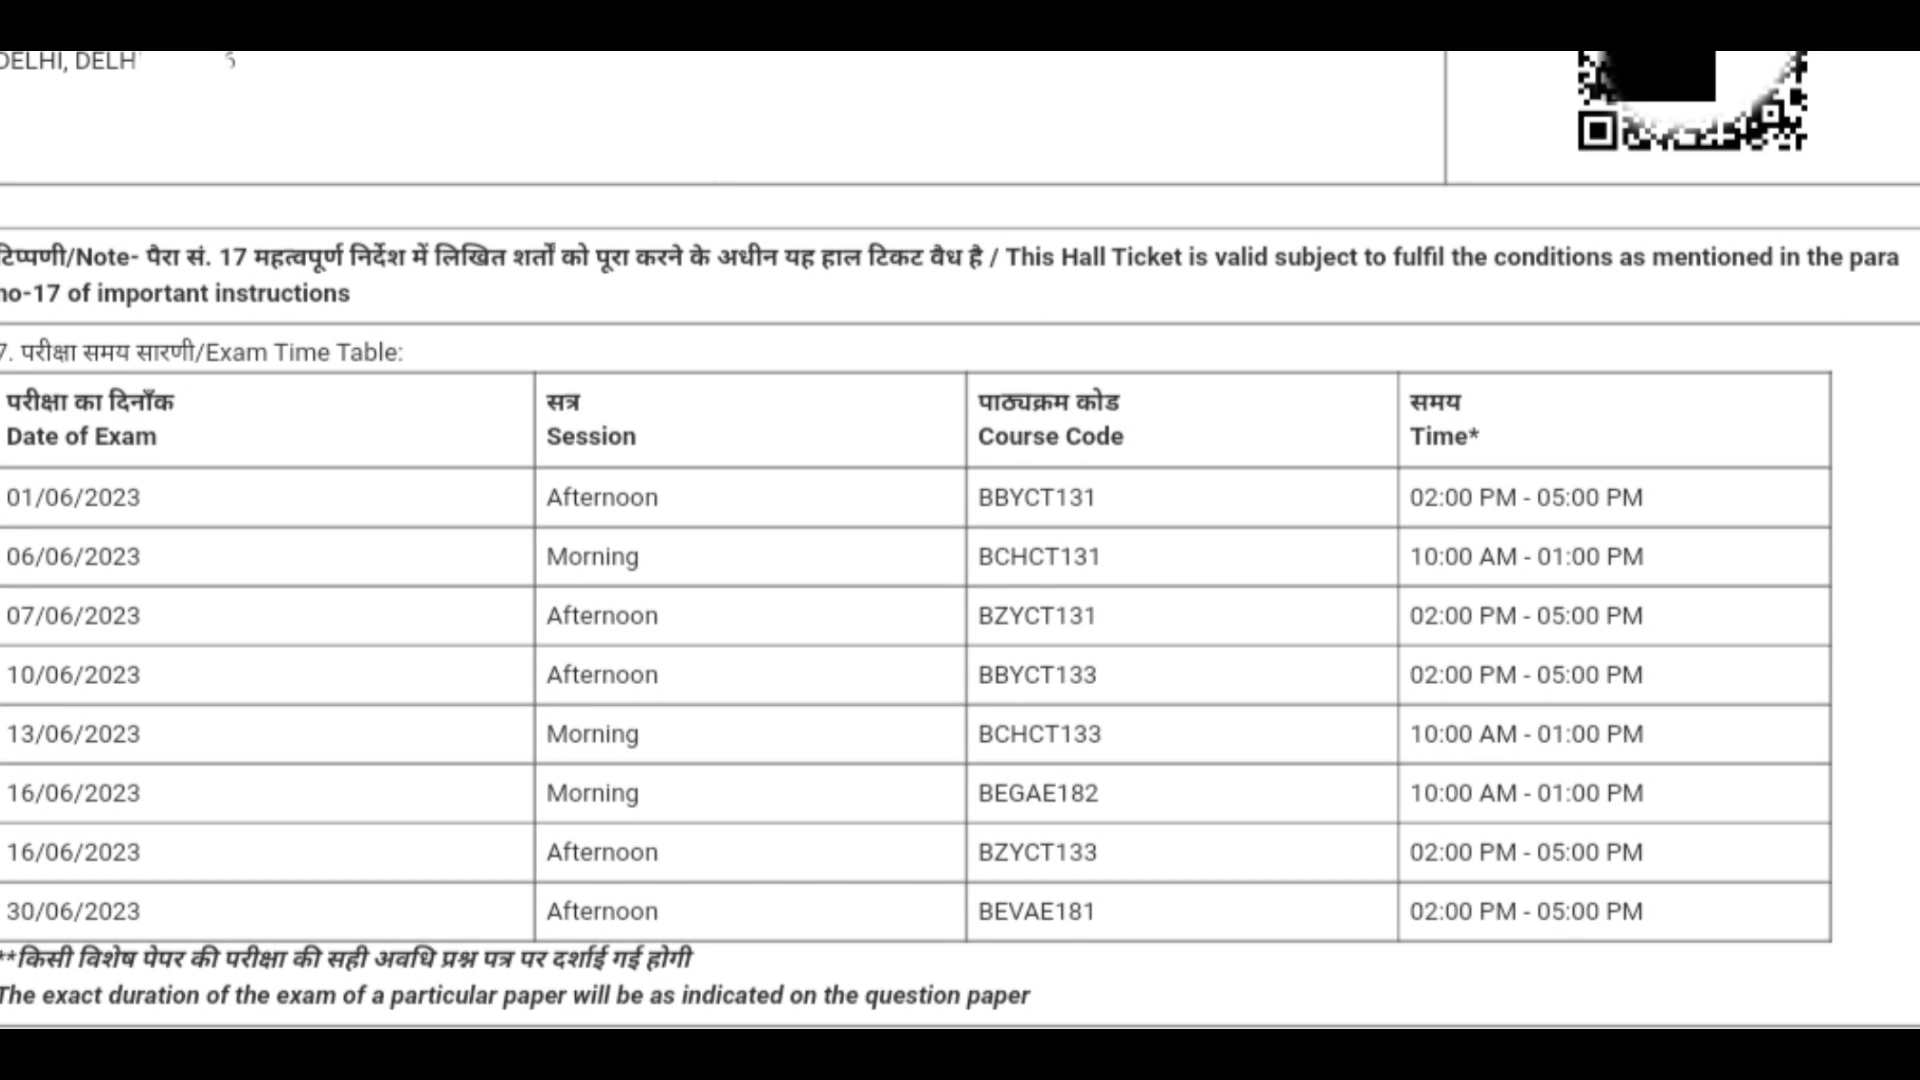 DELHI, DELH
टिप्पणी/Note- पैरा सं. 17 महत्वपूर्ण निर्देश में लिखित शर्तों को पूरा करने के अधीन यह हाल टिकट वैध है / This Hall Ticket is valid subject to fulfil the conditions as mentioned in the para
no-17 of important instructions
7. परीक्षा समय सारणी/Exam Time Table:
परीक्षा का दिनाँक सत्र पाठ्यक्रम कोड समय
Date of Exam Session Course Code Time*
01/06/2023 Afternoon BBYCT131 02:00 PM - 05:00 PM
06/06/2023 Morning BCHCT131 10:00 AM - 01:00 PM
07/06/2023 Afternoon BZYCT131 02:00 PM - 05:00 PM
10/06/2023 Afternoon BBYCT133 02:00 PM - 05:00 PM
13/06/2023 Morning BCHCT133 10:00 AM - 01:00 PM
16/06/2023 Morning BEGAE182 10:00 AM - 01:00 PM
16/06/2023 Afternoon BZYCT133 02:00 PM - 05:00 PM
30/06/2023 Afternoon BEVAE181 02:00 PM - 05:00 PM
**किसी विशेष पेपर की परीक्षा की सही अवधि प्रश्न पत्र पर दर्शाई गई होगी
The exact duration of the exam of a particular paper will be as indicated on the question paper